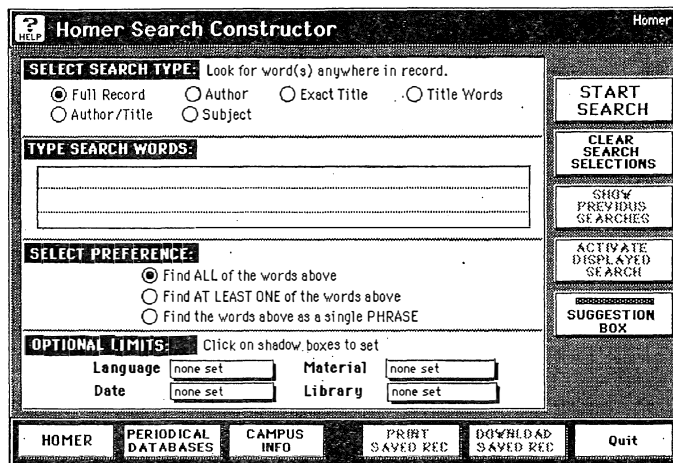 ?
HELP
Homer Search Constructor
Homer
SELECT SEARCH TYPE: Look for word(s) anywhere in record.
Full Record Author Exact Title Title Words
Author/Title Subject
TYPE SEARCH WORDS:
SELECT PREFERENCE:
Find ALL of the words above
Find AT LEAST ONE of the words above
Find the words above as a single PHRASE
OPTIONAL LIMITS: Click on shadow boxes to set
Language none set Material none set
Date none set Library none set
START
SEARCH
CLEAR
SEARCH
SELECTIONS
SHOW
PREVIOUS
SEARCHES
ACTIVATE
DISPLAYED
SEARCH
SUGGESTION
BOX
HOMER
PERIODICAL
DATABASES
CAMPUS
INFO
PRINT
SAVED REC
DOWNLOAD
SAVED REC
Quit